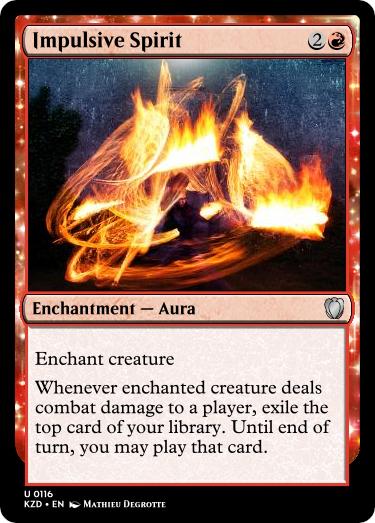 Impulsive Spirit 2
Enchantment — Aura
Enchant creature
Whenever enchanted creature deals
combat damage to a player, exile the
top card of your library. Until end of
turn, you may play that card.
U 0116
KZD • EN Mathieu Degrotte